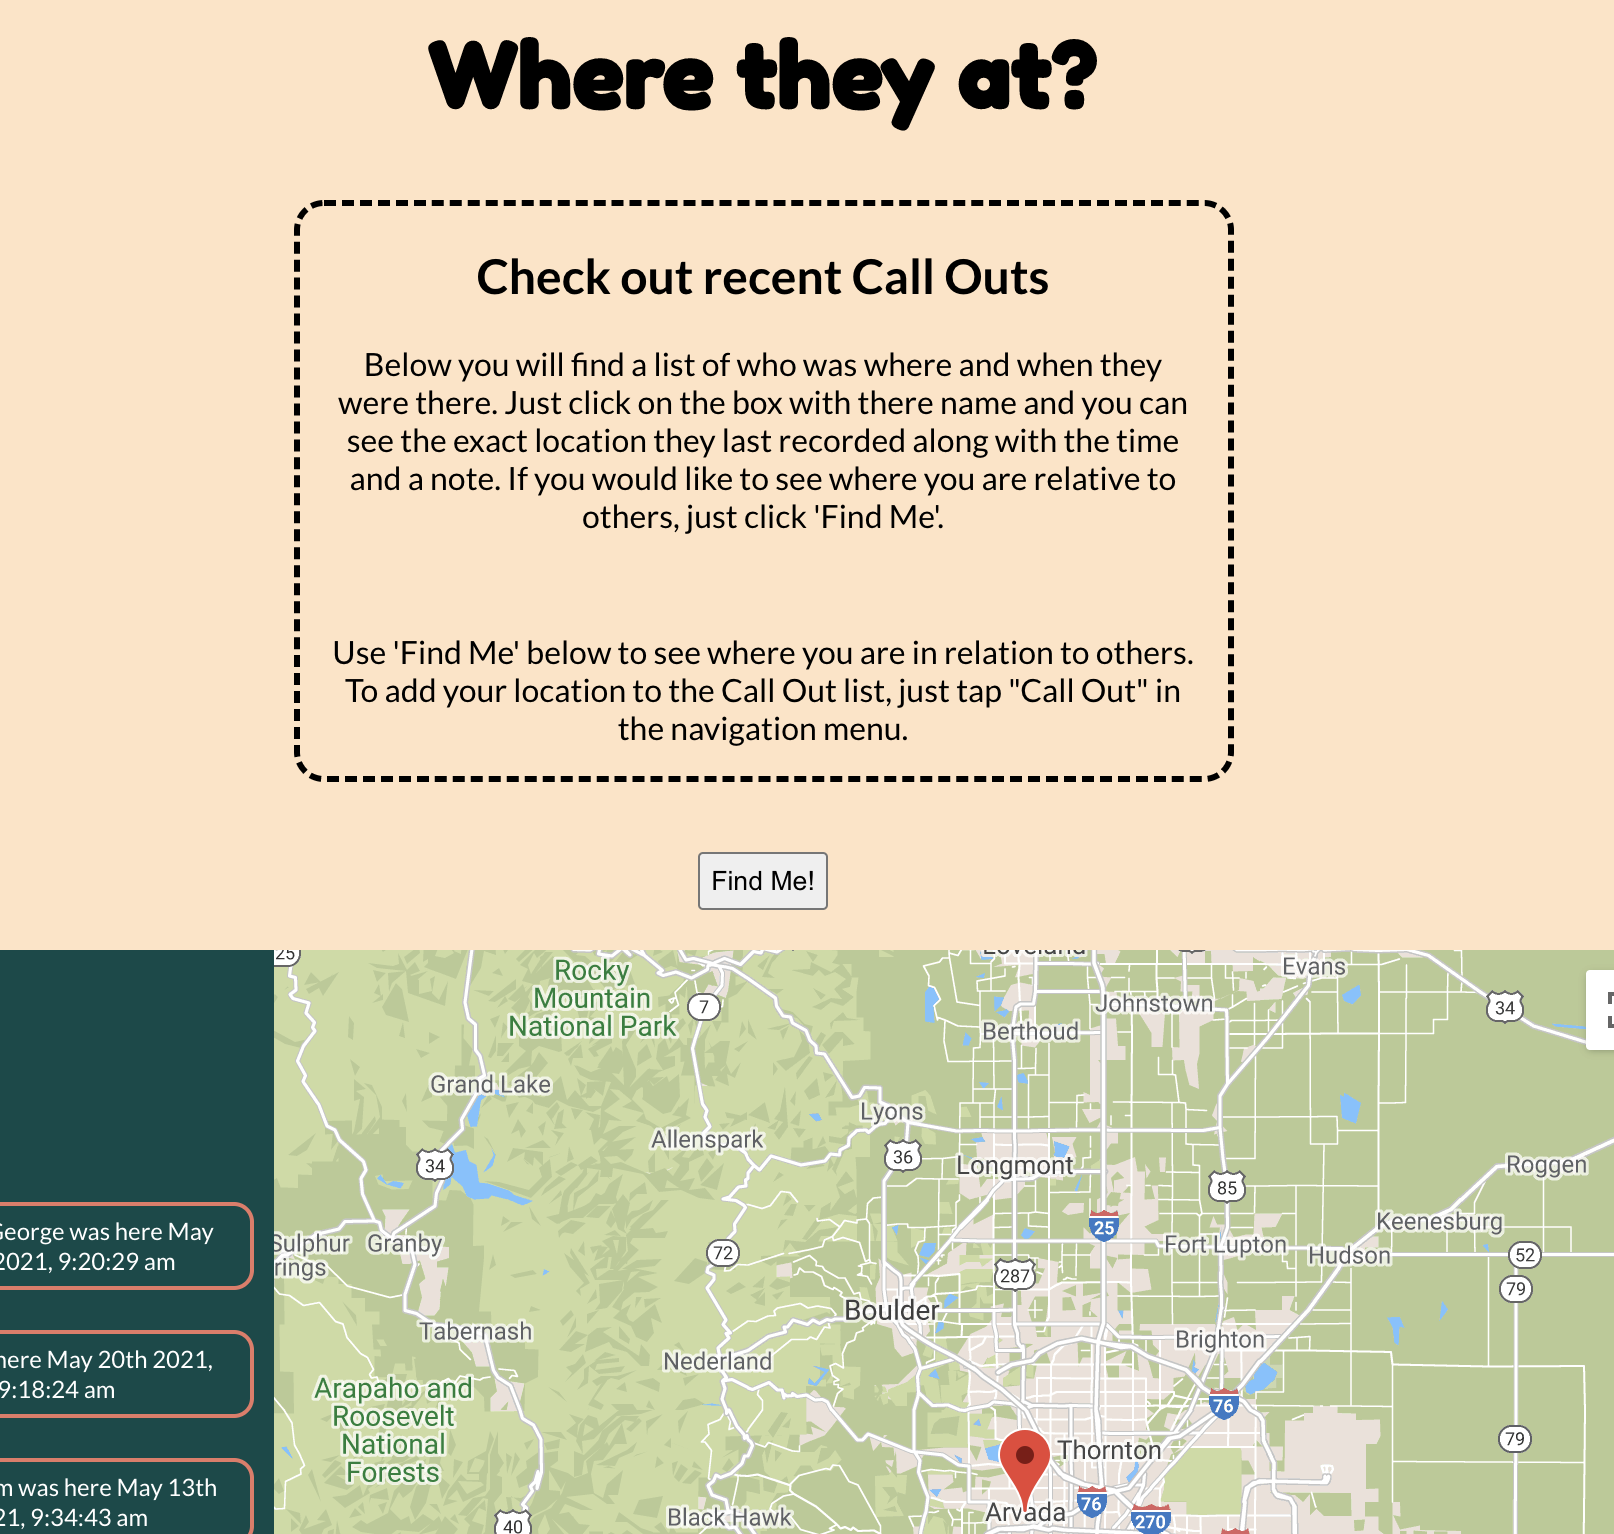 Where they at?
Check out recent Call Outs
Below you will find a list of who was where and when they
were there. Just click on the box with there name and you can
see the exact location they last recorded along with the time
and a note. If you would like to see where you are relative to
others, just click 'Find Me'.
Use 'Find Me' below to see where you are in relation to others.
To add your location to the Call Out list, just tap "Call Out" in
the navigation menu.
Find Me!
George was here May
2021, 9:20:29 am
here May 20th 2021,
9:18:24 am
m was here May 13th
21, 9:34:43 am
25
Rocky
Mountain
National Park
7
Loveland
Evans
Johnstown
34
Berthoud
Grand Lake
Lyons
Allenspark
36
34
Longmont
Roggen
85
Keenesburg
25
Sulphur
rings
Granby
72
Fort Lupton
Hudson
52
287
79
Boulder
Tabernash
Brighton
Nederland
Arapaho and
Roosevelt
National
Forests
76
79
Thornton
76
Arvada
270
Black Hawk
40